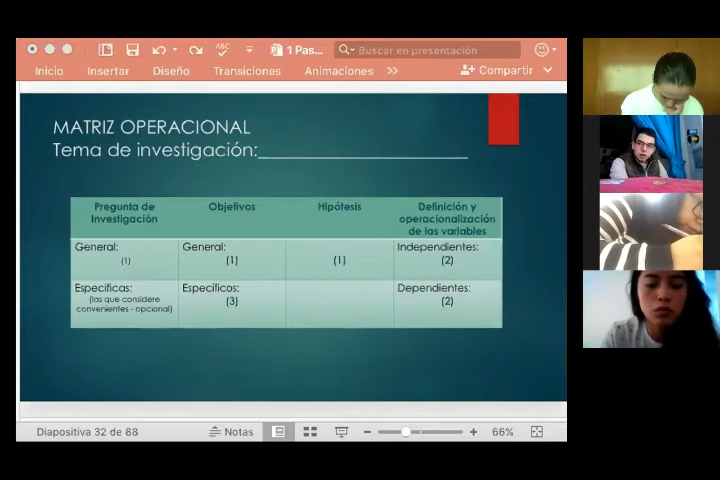 ABC
1 Pas...
Buscar en presentación
Inicio Insertar Diseño Transiciones Animaciones >> Compartir
MATRIZ OPERACIONAL
Tema de investigación:____________________
Pregunta de Investigación Objetivos Hipótesis Definición y operacionalización de las variables
General: (1) General: (1) (1) Independientes: (2)
Específicas: (las que considere convenientes - opcional) Específicos: (3) Dependientes: (2)
Diapositiva 32 de 88 Notas 66%